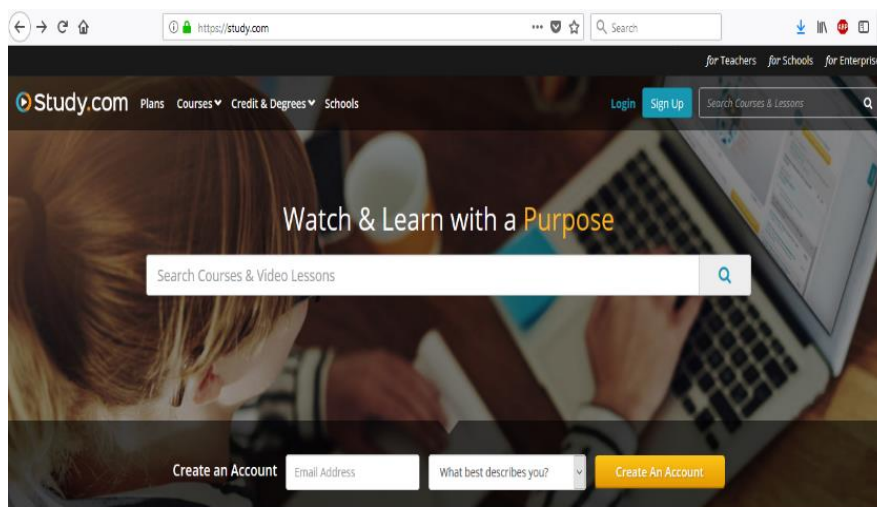 https://study.com
Search
for Teachers for Schools for Enterprise
Study.com Plans Courses Credit & Degrees Schools Login Sign Up Search Courses & Lessons
Watch & Learn with a Purpose
Search Courses & Video Lessons
Create an Account Email Address What best describes you? Create An Account